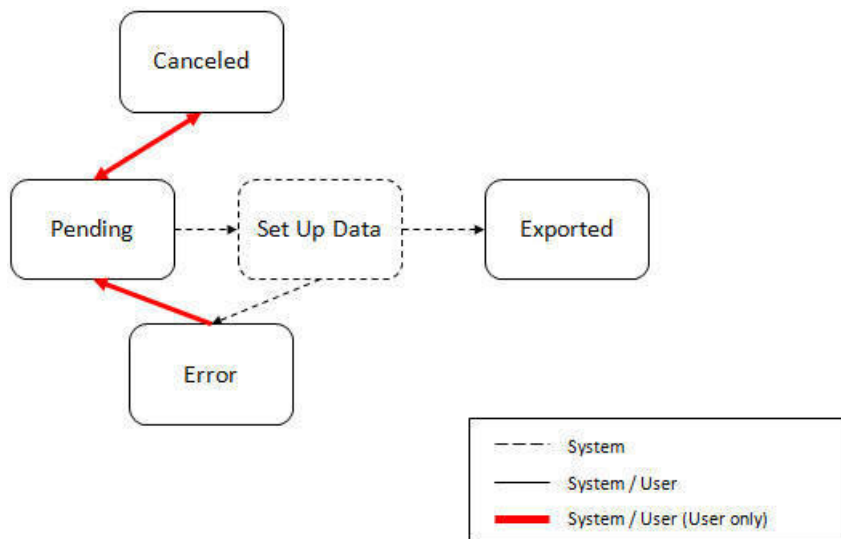 Canceled
Pending
Set Up Data
Exported
Error
System
System / User
System / User (User only)